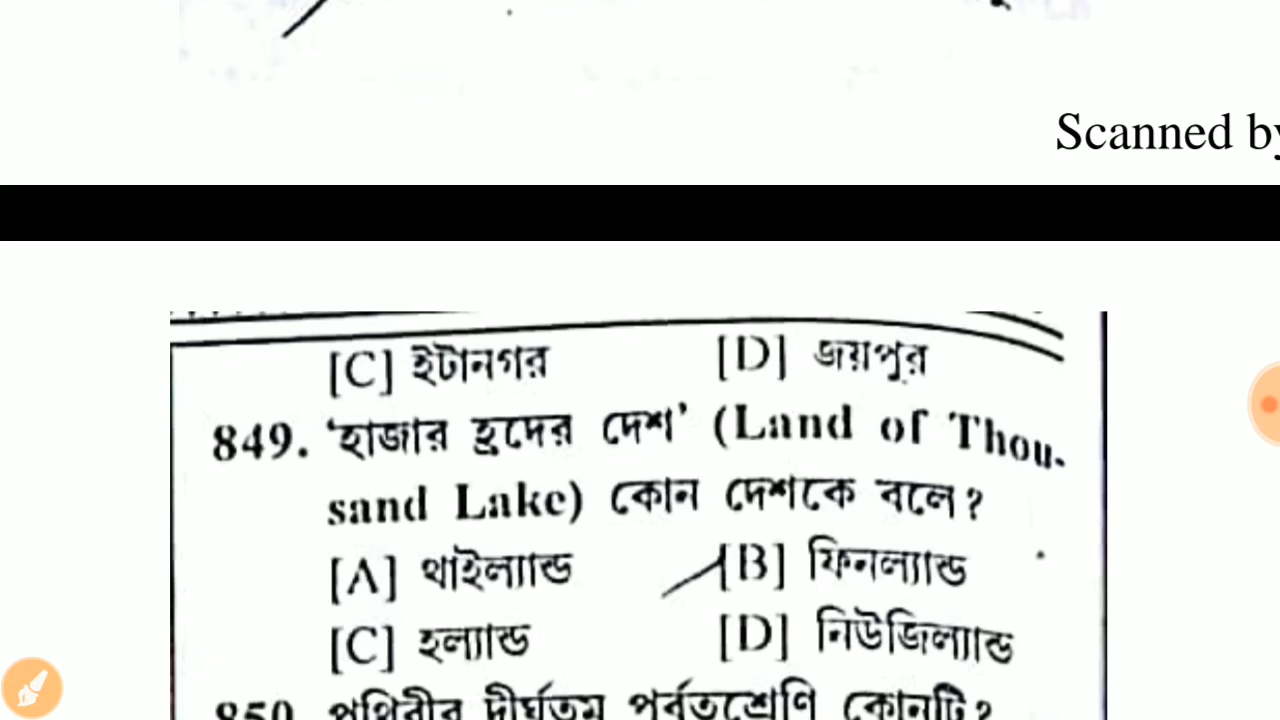 Scanned by
[C] ইটানগর [D] জয়পুর
849. ‘হাজার হ্রদের দেশ’ (Land of Thou-
sand Lake) কোন দেশকে বলে?
[A] থাইল্যান্ড [B] ফিনল্যান্ড
[C] হল্যান্ড [D] নিউজিল্যান্ড
850. পৃথিবীর দীর্ঘতম পর্বতশ্রেণি কোনটি?